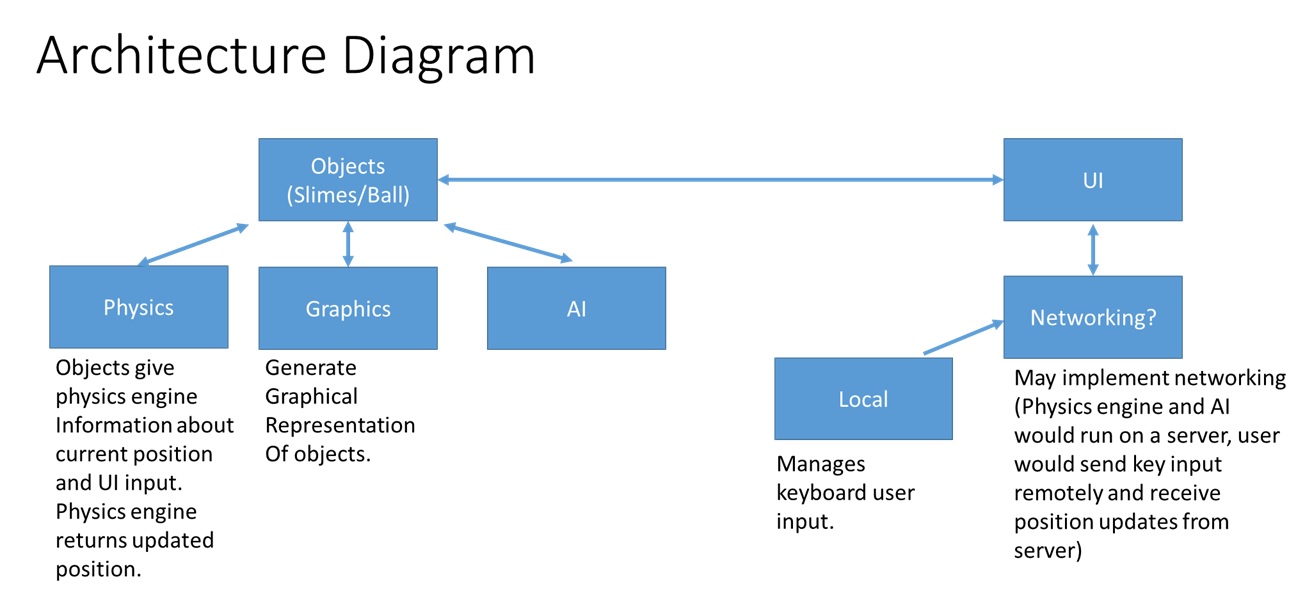 Architecture Diagram
Objects
(Slimes/Ball)
UI
Physics
Graphics
AI
Networking?
Objects give
physics engine
Information about
current position
and UI input.
Physics engine
returns updated
position.
Generate
Graphical
Representation
Of objects.
Local
Manages
keyboard user
input.
May implement networking
(Physics engine and AI
would run on a server, user
would send key input
remotely and receive
position updates from
server)